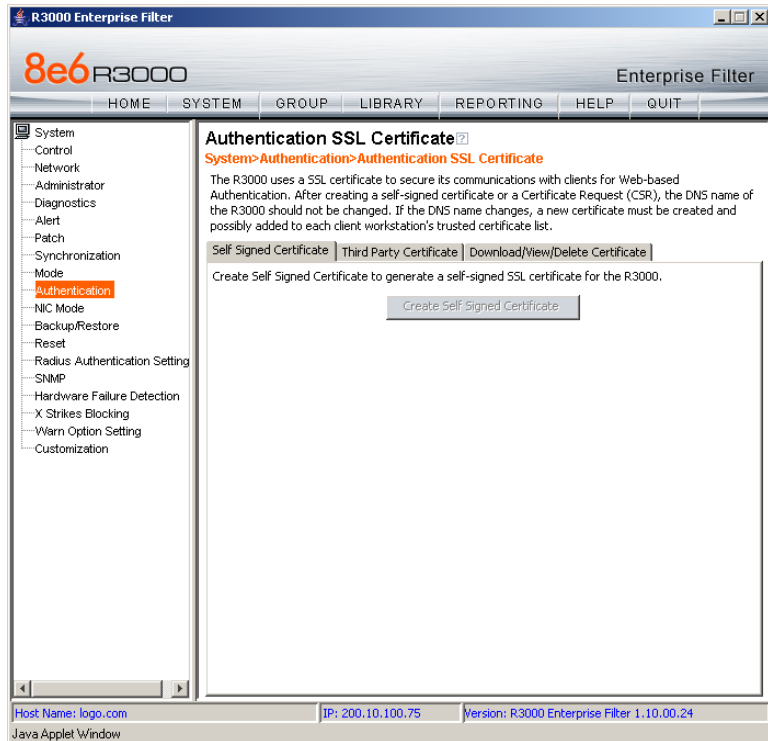 R3000 Enterprise Filter
8e6 R3000
Enterprise Filter
HOME SYSTEM GROUP LIBRARY REPORTING HELP QUIT
System
Control
Network
Administrator
Diagnostics
Alert
Patch
Synchronization
Mode
Authentication
NIC Mode
Backup/Restore
Reset
Radius Authentication Setting
SNMP
Hardware Failure Detection
X Strikes Blocking
Warn Option Setting
Customization
Authentication SSL Certificate?
System>Authentication>Authentication SSL Certificate
The R3000 uses a SSL certificate to secure its communications with clients for Web-based
Authentication. After creating a self-signed certificate or a Certificate Request (CSR), the DNS name of
the R3000 should not be changed. If the DNS name changes, a new certificate must be created and
possibly added to each client workstation's trusted certificate list.
Self Signed Certificate Third Party Certificate Download/View/Delete Certificate
Create Self Signed Certificate to generate a self-signed SSL certificate for the R3000.
Create Self Signed Certificate
Host Name: logo.com IP: 200.10.100.75 Version: R3000 Enterprise Filter 1.10.00.24
Java Applet Window